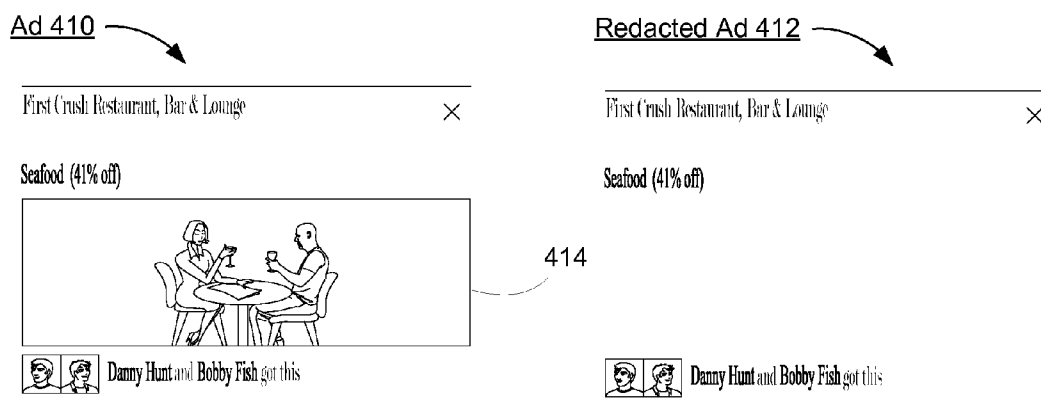 Ad 410
First Crush Restaurant, Bar & Lounge
Seafood (41% off)
414
Danny Hunt and Bobby Fish got this
Redacted Ad 412
First Crush Restaurant, Bar & Lounge
Seafood (41% off)
Danny Hunt and Bobby Fish got this